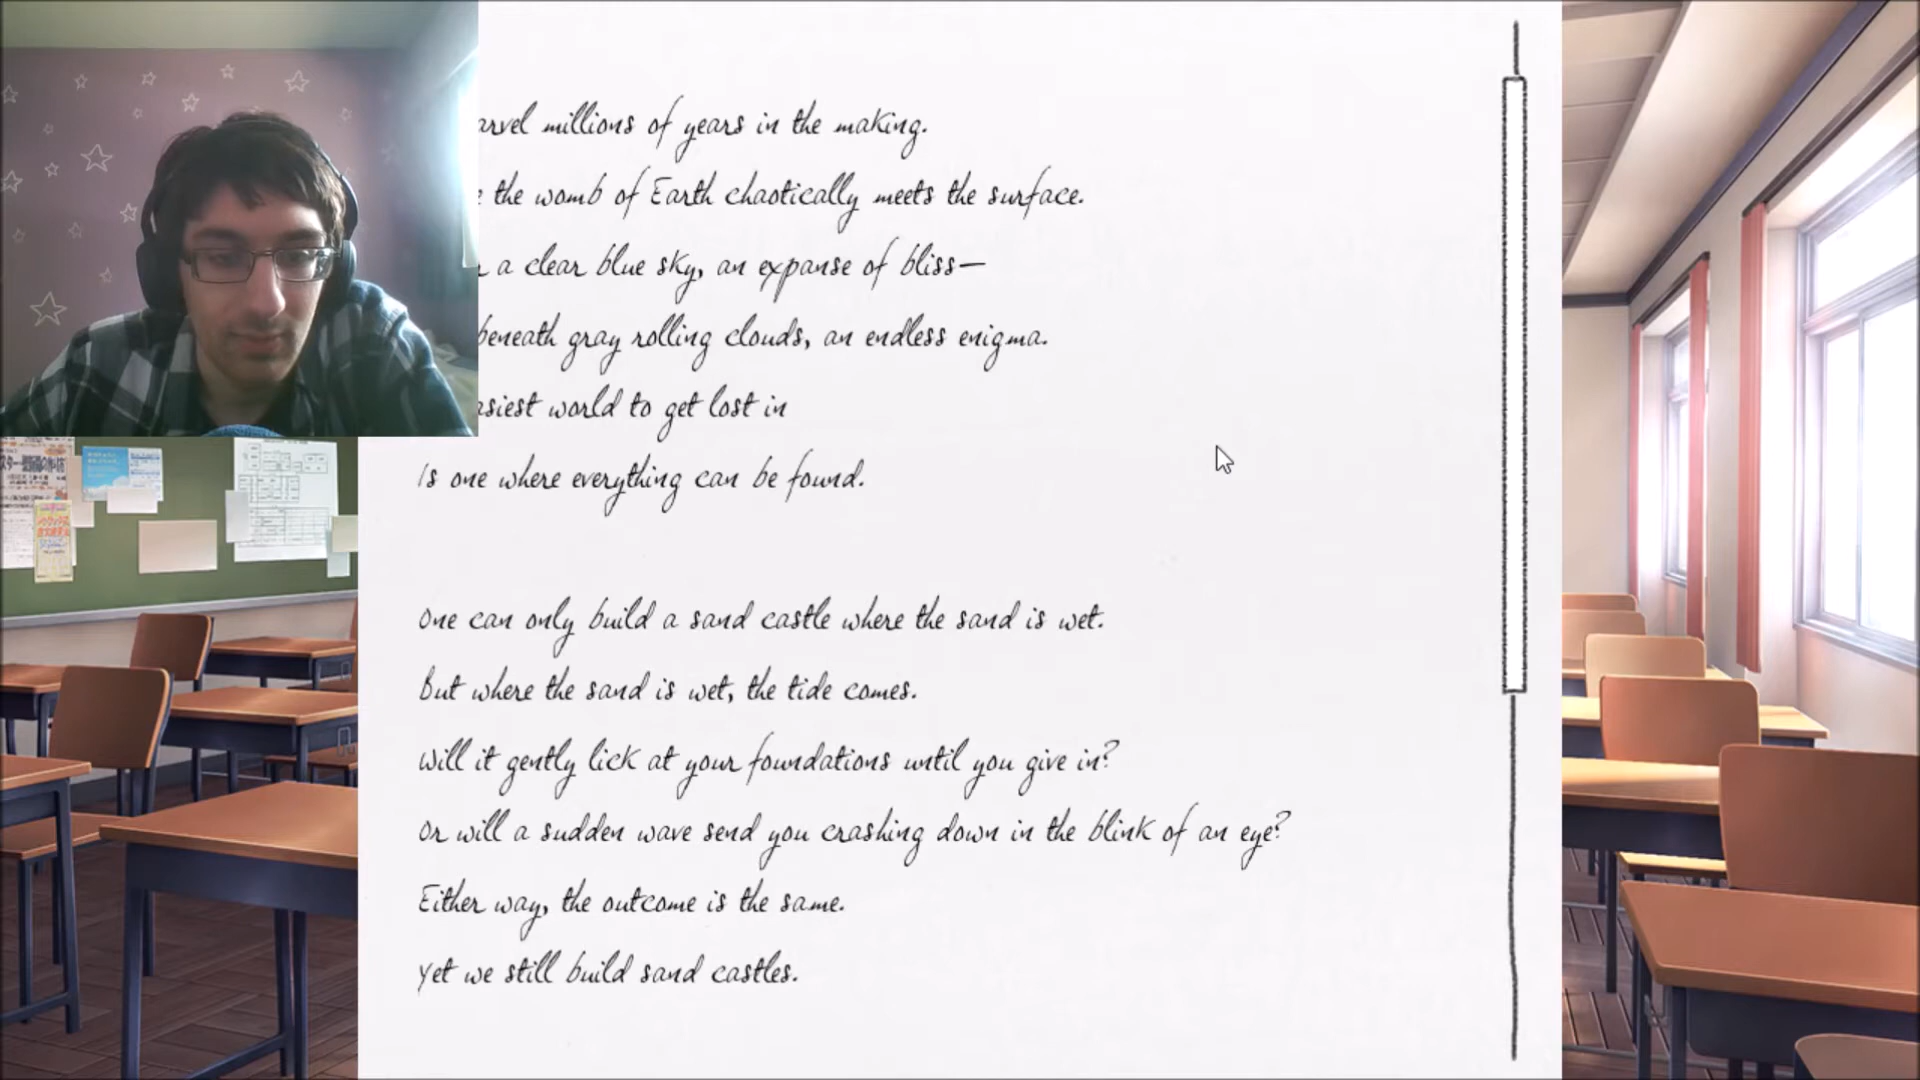 millions of years in the making.
the womb of Earth chaotically meets the surface.
a clear blue sky, an expanse of bliss—
beneath gray rolling clouds, an endless enigma.
world to get lost in
Is one where everything can be found.
One can only build a sand castle where the sand is wet.
But where the sand is wet, the tide comes.
Will it gently lick at your foundations until you give in?
Or will a sudden wave send you crashing down in the blink of an eye?
Either way, the outcome is the same.
Yet we still build sand castles.